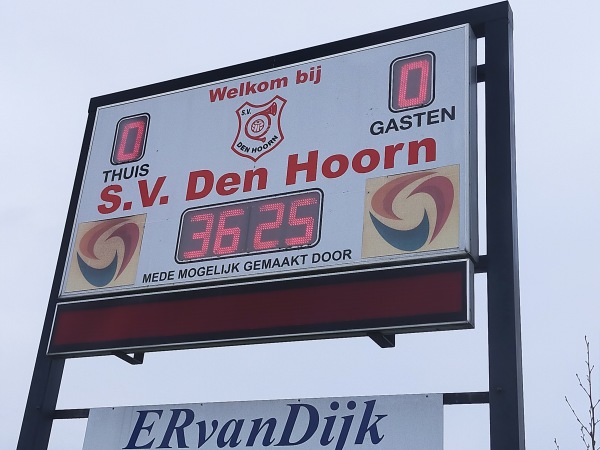 Welkom bij
0
0
S.V.
DEN HOORN
THUIS
GASTEN
S.V. Den Hoorn
36 25
MEDE MOGELIJK GEMAAKT DOOR
ERvanDijk